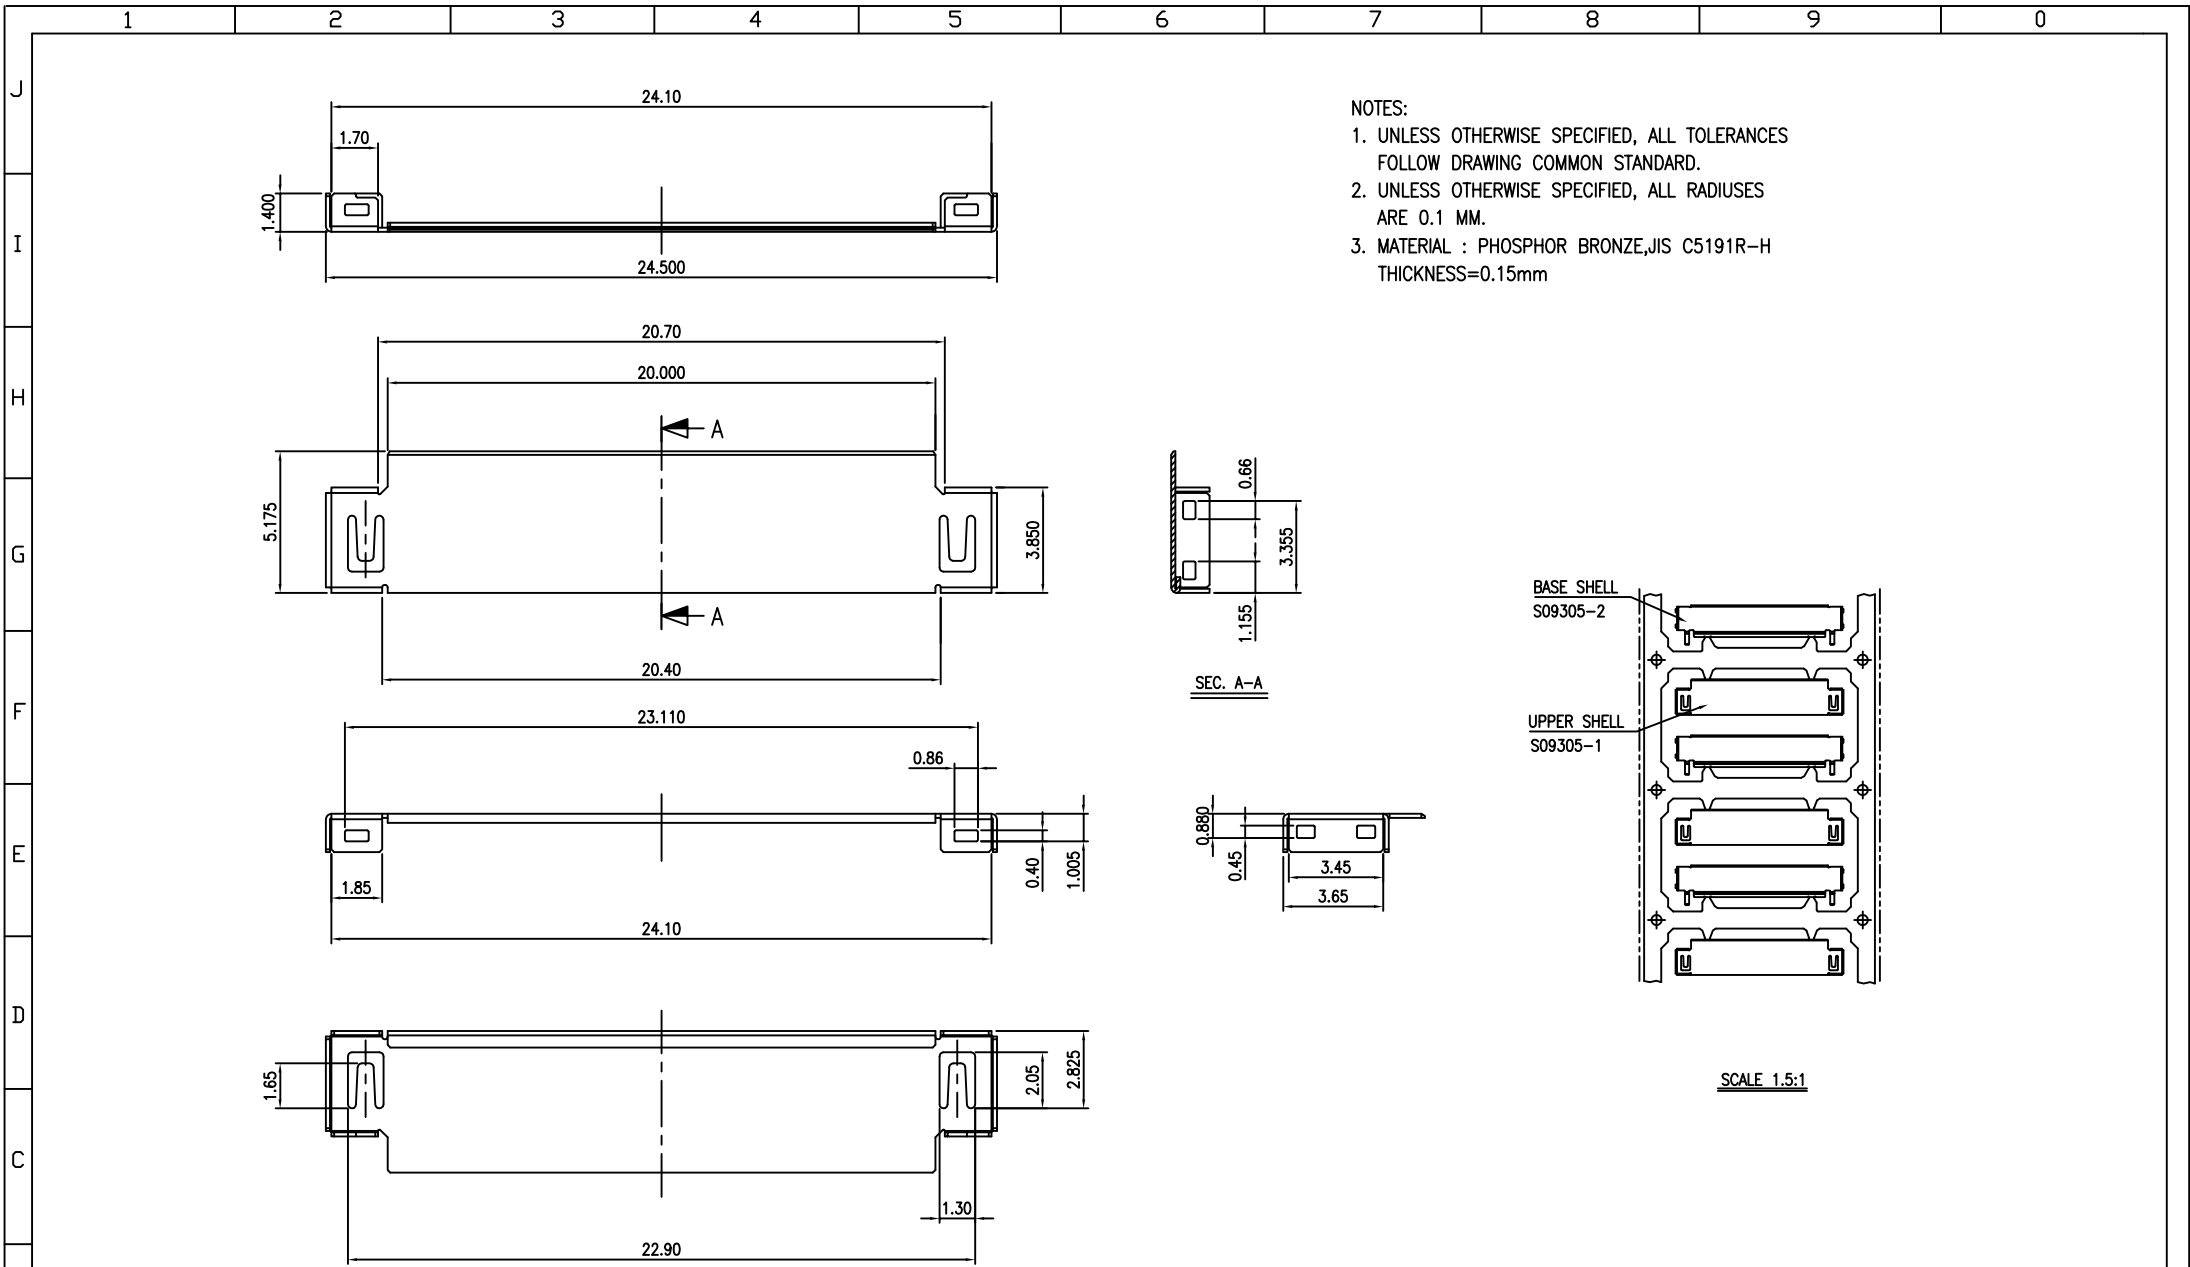 1 2 3 4 5 6 7 8 9 0
J
I
H
G
F
E
D
C
24.10
1.70
1.400
24.500
NOTES:
1. UNLESS OTHERWISE SPECIFIED, ALL TOLERANCES
FOLLOW DRAWING COMMON STANDARD.
2. UNLESS OTHERWISE SPECIFIED, ALL RADIUSES
ARE 0.1 MM.
3. MATERIAL : PHOSPHOR BRONZE,JIS C5191R-H
THICKNESS=0.15mm
20.70
20.000
A
5.175
3.850
A
20.40
0.66
3.355
1.155
SEC. A-A
BASE SHELL
S09305-2
UPPER SHELL
S09305-1
23.110
0.86
0.40
1.005
1.85
24.10
0.880
0.45
3.45
3.65
1.65
2.05
2.825
1.30
22.90
SCALE 1.5:1